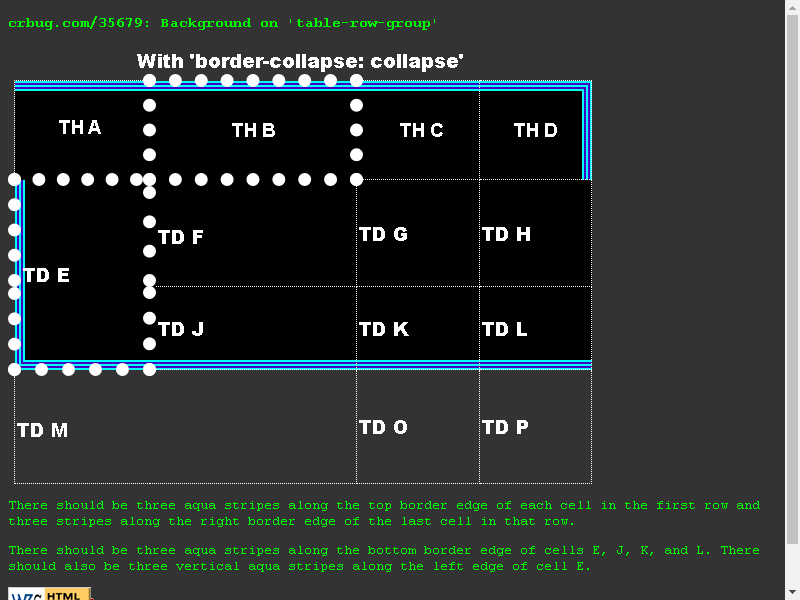 crbug.com/35679: Background on 'table-row-group'
With 'border-collapse: collapse'
TH A
TH B
TH C
TH D
TD E
TD F
TD G
TD H
TD J
TD K
TD L
TD M
TD O
TD P
There should be three aqua stripes along the top border edge of each cell in the first row and
three stripes along the right border edge of the last cell in that row.
There should be three aqua stripes along the bottom border edge of cells E, J, K, and L. There
should also be three vertical aqua stripes along the left edge of cell E.
W3C HTML